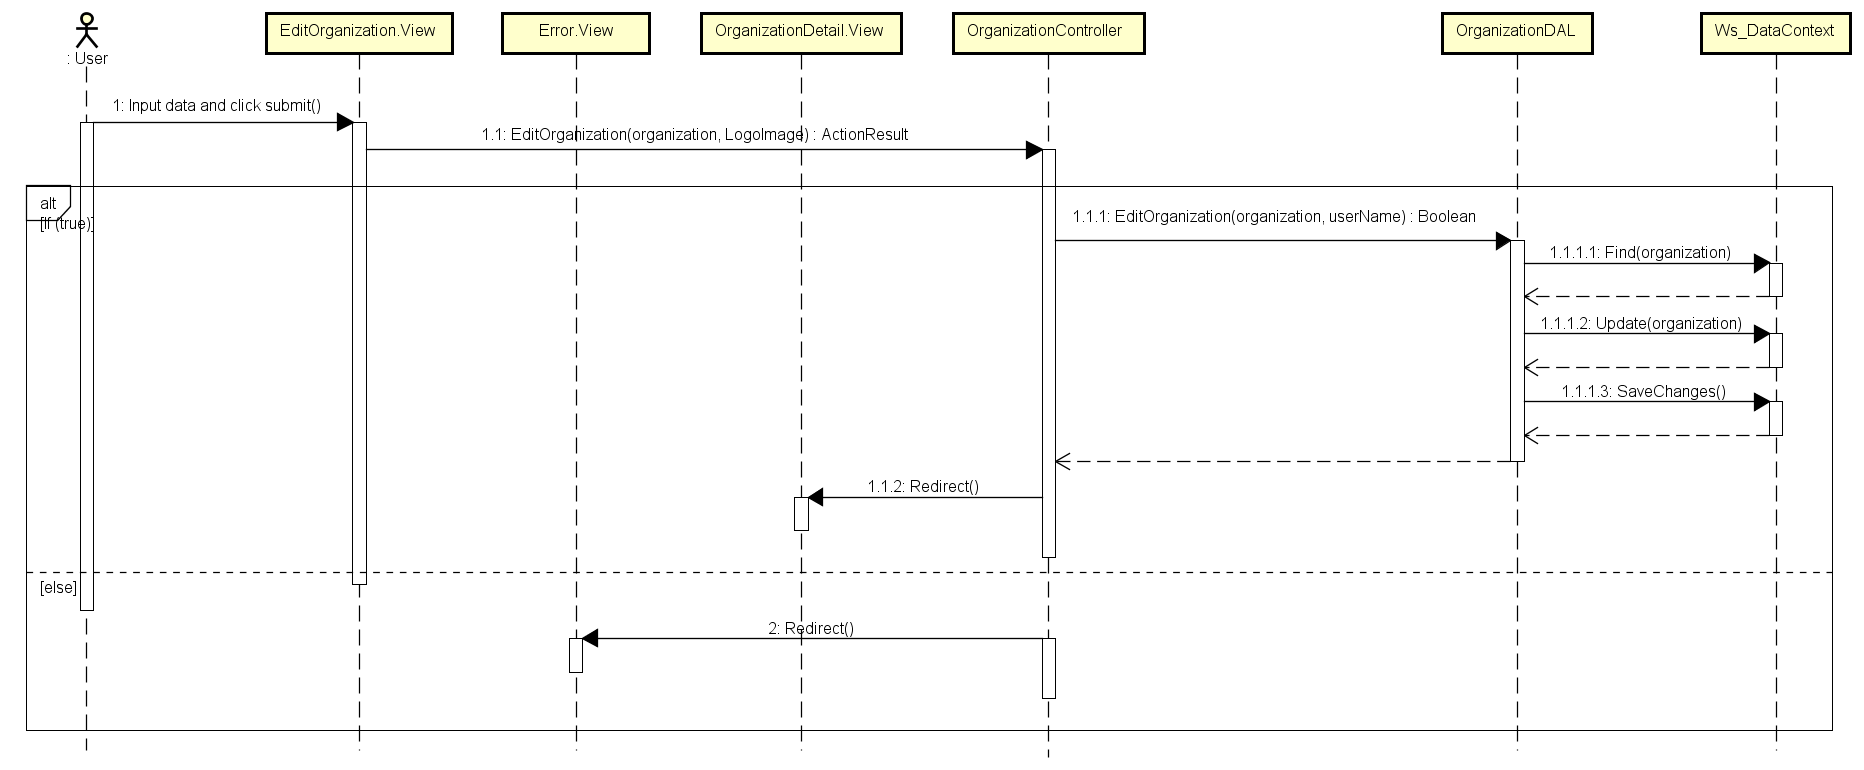 : User
EditOrganization.View
Error.View
OrganizationDetail.View
OrganizationController
OrganizationDAL
Ws_DataContext
1: Input data and click submit()
1.1: EditOrganization(organization, LogoImage) : ActionResult
alt
[If (true)]
1.1.1: EditOrganization(organization, userName) : Boolean
1.1.1.1: Find(organization)
1.1.1.2: Update(organization)
1.1.1.3: SaveChanges()
1.1.2: Redirect()
[else]
2: Redirect()